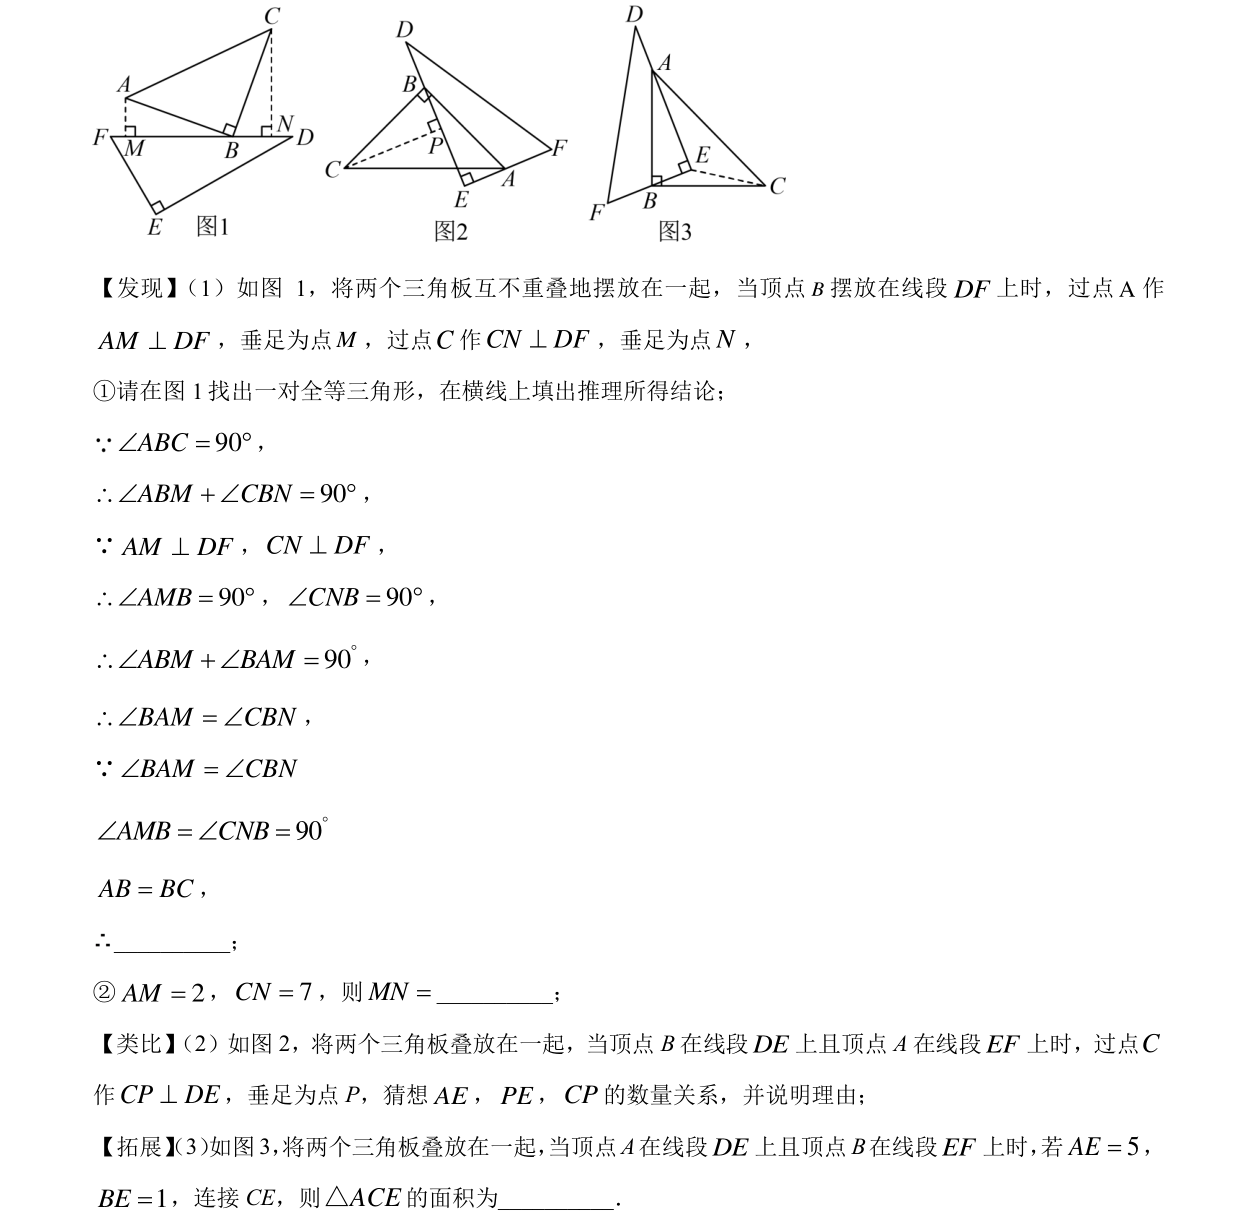 C
D
D
A
B
A
F
M
B
N
D
P
F
E
C
A
C
E
E
F
B
图1
图2
图3
【发现】（1）如图 1，将两个三角板互不重叠地摆放在一起，当顶点 B 摆放在线段 DF 上时，过点 A 作
AM ⊥ DF ，垂足为点 M ，过点 C 作 CN ⊥ DF ，垂足为点 N ，
①请在图 1 找出一对全等三角形，在横线上填出推理所得结论；
∵ ∠ABC = 90° ，
∴ ∠ABM + ∠CBN = 90° ，
∵ AM ⊥ DF ， CN ⊥ DF ，
∴ ∠AMB = 90° ， ∠CNB = 90° ，
∴ ∠ABM + ∠BAM = 90° ，
∴ ∠BAM = ∠CBN ，
∵ ∠BAM = ∠CBN
∠AMB = ∠CNB = 90°
AB = BC ，
∴__________；
② AM = 2 ， CN = 7 ，则 MN = __________；
【类比】（2）如图 2，将两个三角板叠放在一起，当顶点 B 在线段 DE 上且顶点 A 在线段 EF 上时，过点 C
作 CP ⊥ DE ，垂足为点 P，猜想 AE ， PE ， CP 的数量关系，并说明理由；
【拓展】（3）如图 3，将两个三角板叠放在一起，当顶点 A 在线段 DE 上且顶点 B 在线段 EF 上时，若 AE = 5 ，
BE = 1 ，连接 CE，则 △ACE 的面积为__________．